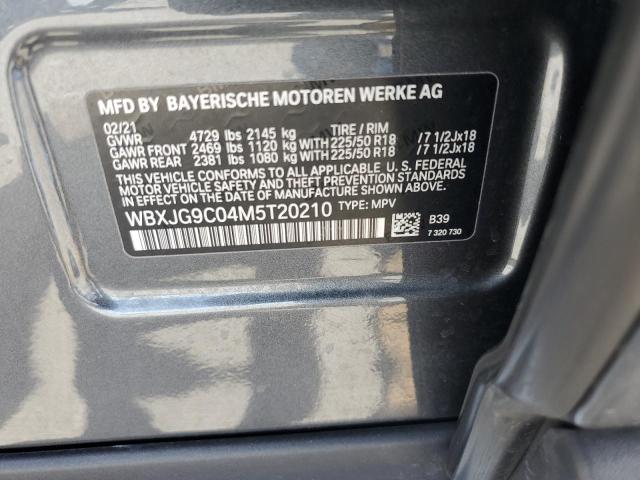 MFD BY BAYERISCHE MOTOREN WERKE AG
02/21
GVWR 4729 lbs 2145 kg TIRE / RIM
GAWR FRONT 2469 lbs 1120 kg WITH 225/50 R18 /7 1/2Jx18
GAWR REAR 2381 lbs 1080 kg WITH 225/50 R18 /7 1/2Jx18
THIS VEHICLE CONFORMS TO ALL APPLICABLE U.S. FEDERAL
MOTOR VEHICLE SAFETY AND THEFT PREVENTION STANDARDS
IN EFFECT ON THE DATE OF MANUFACTURE SHOWN ABOVE.
WBXJG9C04M5T20210 TYPE: MPV
B39
7 320 730